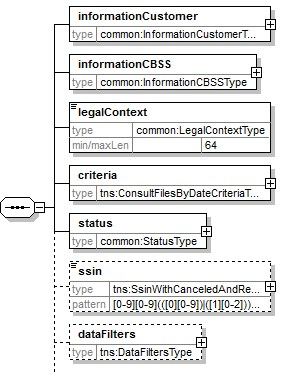 informationCustomer
type common:InformationCustomerT...
informationCBSS
type common:InformationCBSSType
legalContext
type common:LegalContextType
min/maxLen 64
criteria
type tns:ConsultFilesByDateCriteriaT...
status
type common:StatusType
ssin
type tns:SsinWithCanceledAndRe...
pattern [0-9][0-9](([0][0-9])|([1][0-2]))...
dataFilters
type tns:DataFiltersType